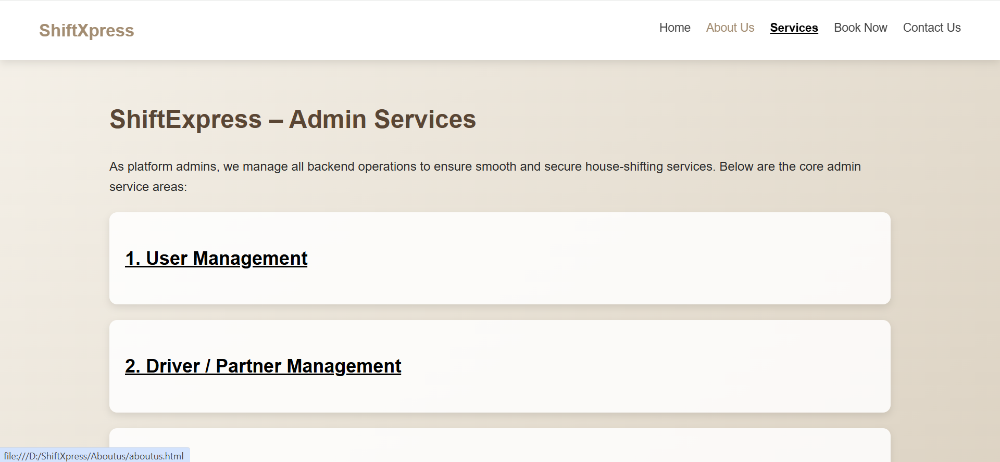 ShiftXpress
Home About Us Services Book Now Contact Us
ShiftExpress – Admin Services
As platform admins, we manage all backend operations to ensure smooth and secure house-shifting services. Below are the core admin
service areas:
1. User Management
2. Driver / Partner Management
file:///D:/ShiftXpress/Aboutus/aboutus.html